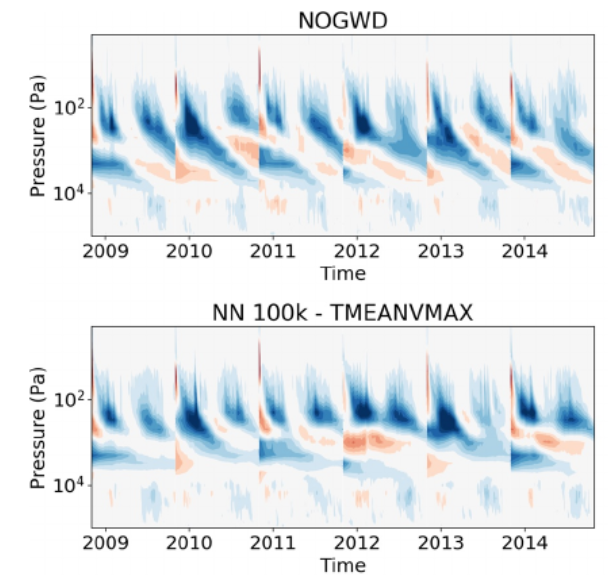 NOGWD
Pressure (Pa)
10²
10⁴
2009 2010 2011 2012 2013 2014
Time
NN 100k - TMEANVMAX
Pressure (Pa)
10²
10⁴
2009 2010 2011 2012 2013 2014
Time